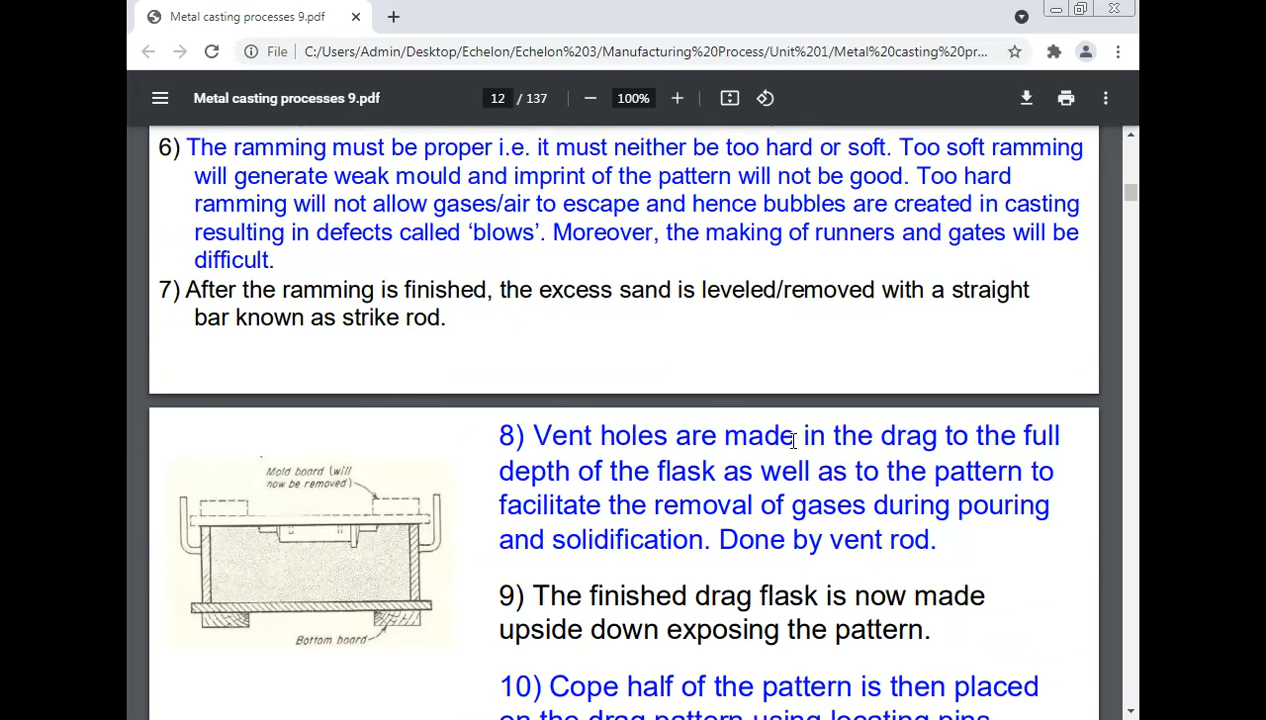 Metal casting processes 9.pdf
File C:/Users/Admin/Desktop/Echelon/Echelon%203/Manufacturing%20Process/Unit%201/Metal%20casting%20pr...
Metal casting processes 9.pdf
12 / 137
100%
6) The ramming must be proper i.e. it must neither be too hard or soft. Too soft ramming
will generate weak mould and imprint of the pattern will not be good. Too hard
ramming will not allow gases/air to escape and hence bubbles are created in casting
resulting in defects called ‘blows’. Moreover, the making of runners and gates will be
difficult.
7) After the ramming is finished, the excess sand is leveled/removed with a straight
bar known as strike rod.
Mold board (will
now be removed)
Bottom board
8) Vent holes are made in the drag to the full
depth of the flask as well as to the pattern to
facilitate the removal of gases during pouring
and solidification. Done by vent rod.
9) The finished drag flask is now made
upside down exposing the pattern.
10) Cope half of the pattern is then placed
on the drag pattern using locating pins